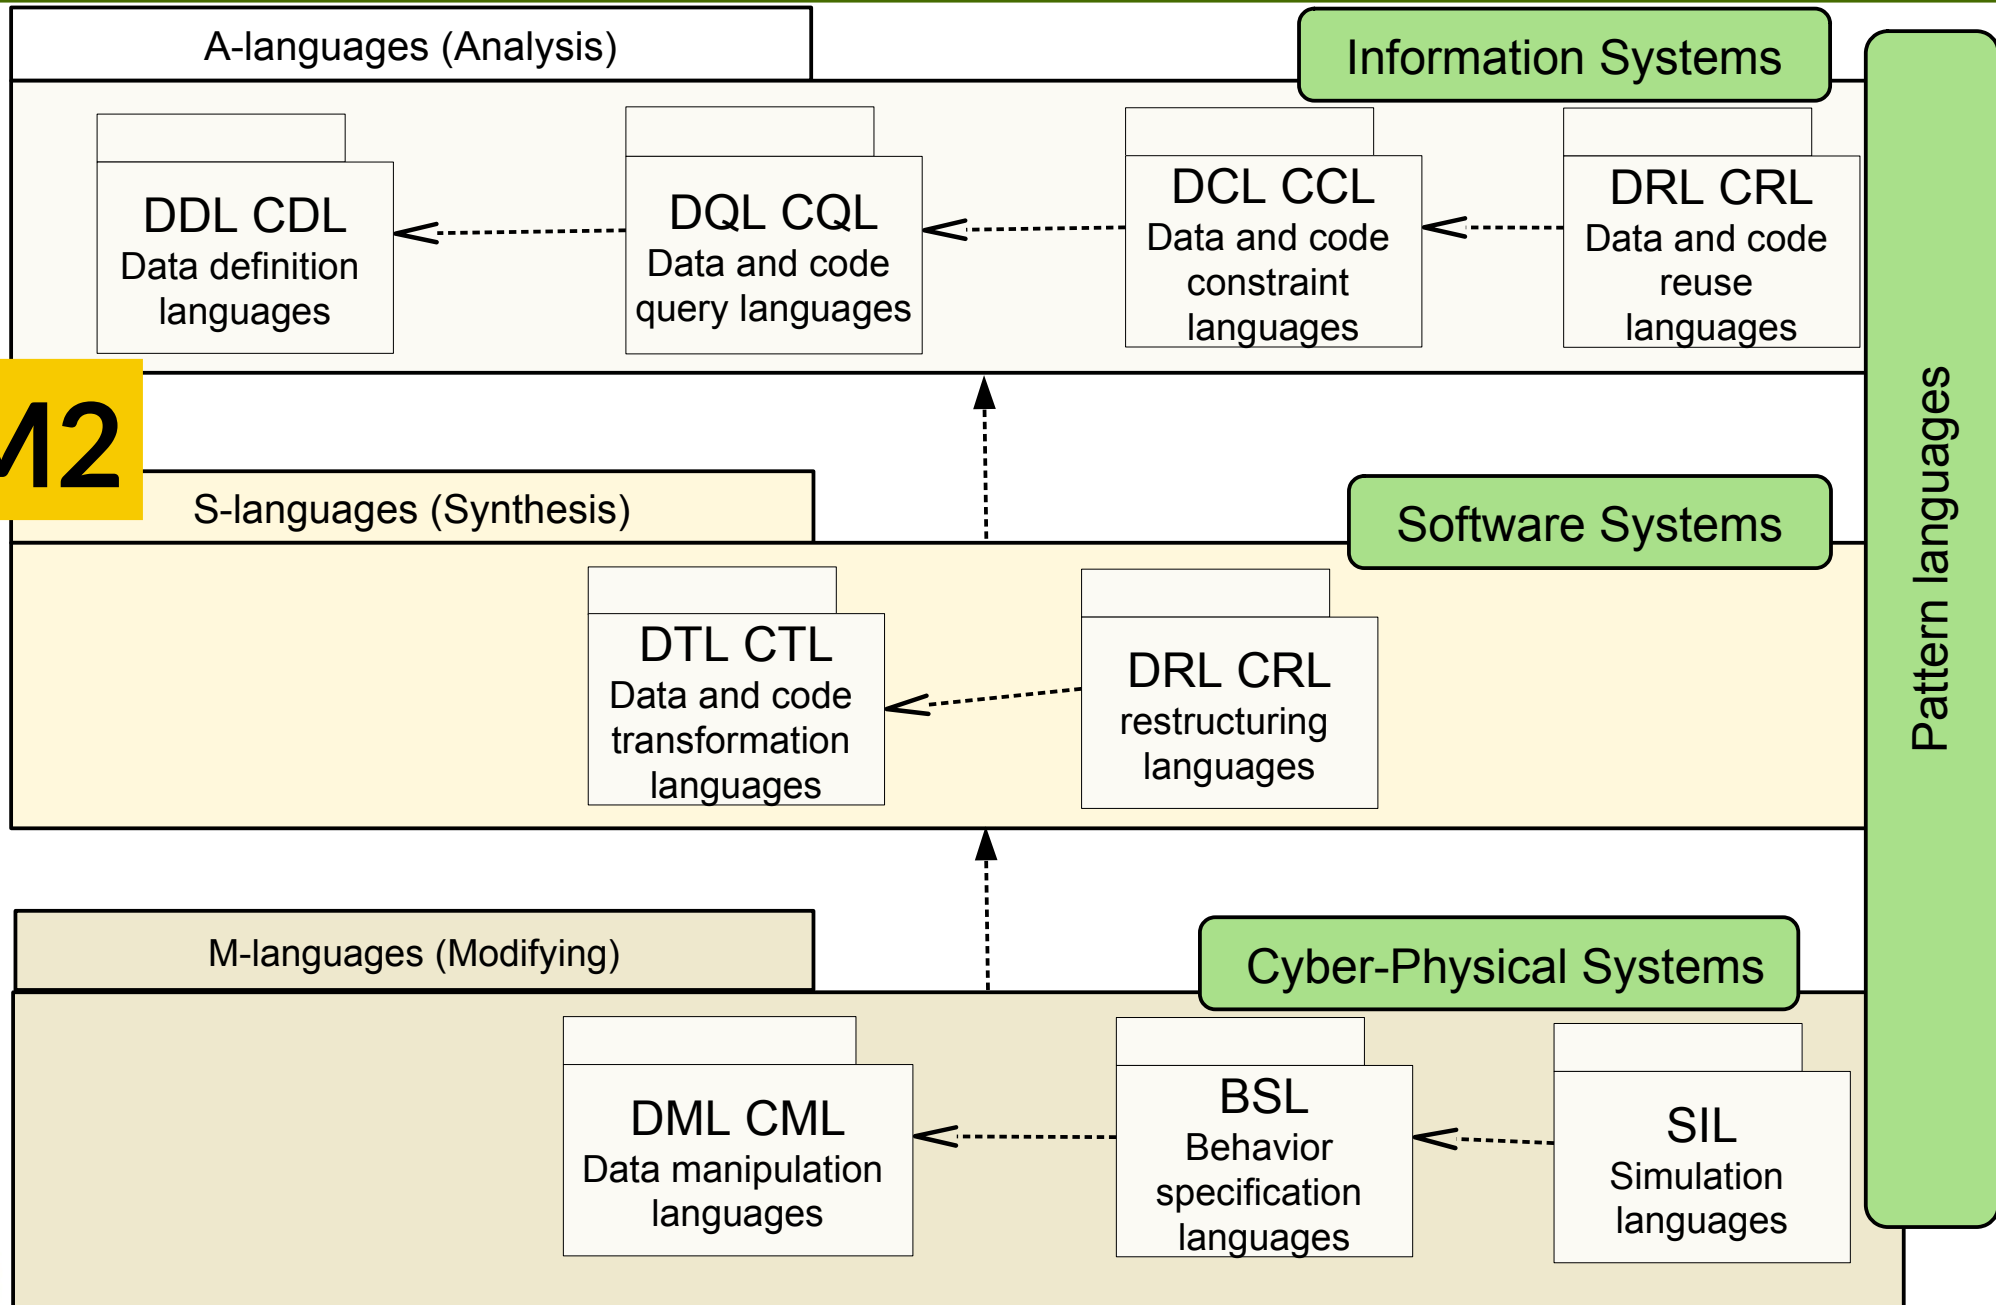 A-languages (Analysis)
Information Systems
DDL CDL
Data definition
languages
DQL CQL
Data and code
query languages
DCL CCL
Data and code
constraint
languages
DRL CRL
Data and code
reuse
languages
Pattern languages
M2
S-languages (Synthesis)
Software Systems
DTL CTL
Data and code
transformation
languages
DRL CRL
restructuring
languages
M-languages (Modifying)
Cyber-Physical Systems
DML CML
Data manipulation
languages
BSL
Behavior
specification
languages
SIL
Simulation
languages